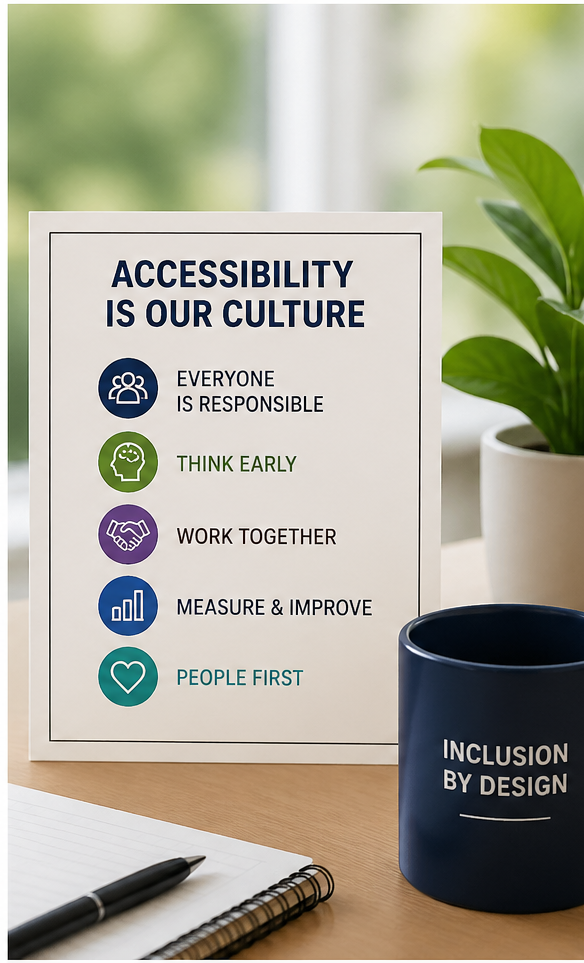 ACCESSIBILITY
IS OUR CULTURE
EVERYONE
IS RESPONSIBLE
THINK EARLY
WORK TOGETHER
MEASURE & IMPROVE
PEOPLE FIRST
INCLUSION
BY DESIGN